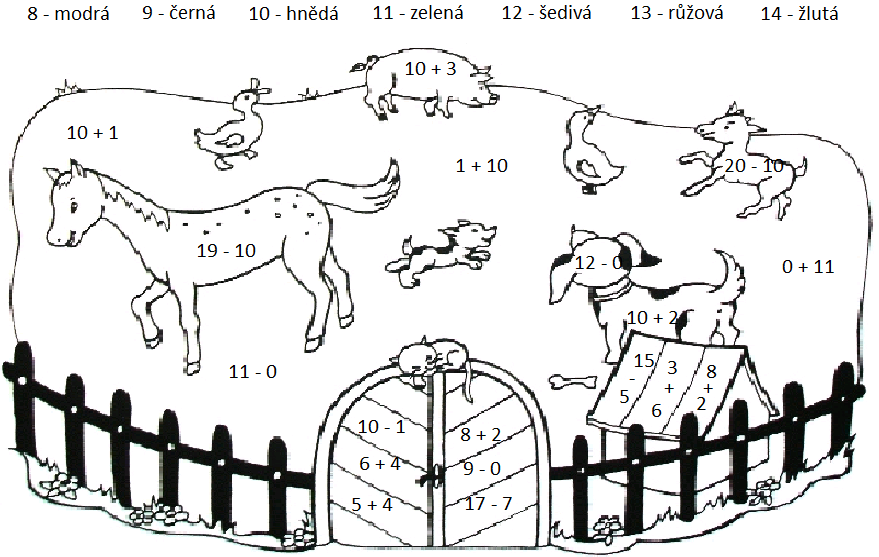 8 - modrá 9 - černá 10 - hnědá 11 - zelená 12 - šedivá 13 - růžová 14 - žlutá
10 + 3
10 + 1
1 + 10
20 - 10
19 - 10
12 - 0
0 + 11
10 + 2
11 - 0
15 - 5
3 + 6
8 + 2
10 - 1
8 + 2
6 + 4
9 - 0
5 + 4
17 - 7